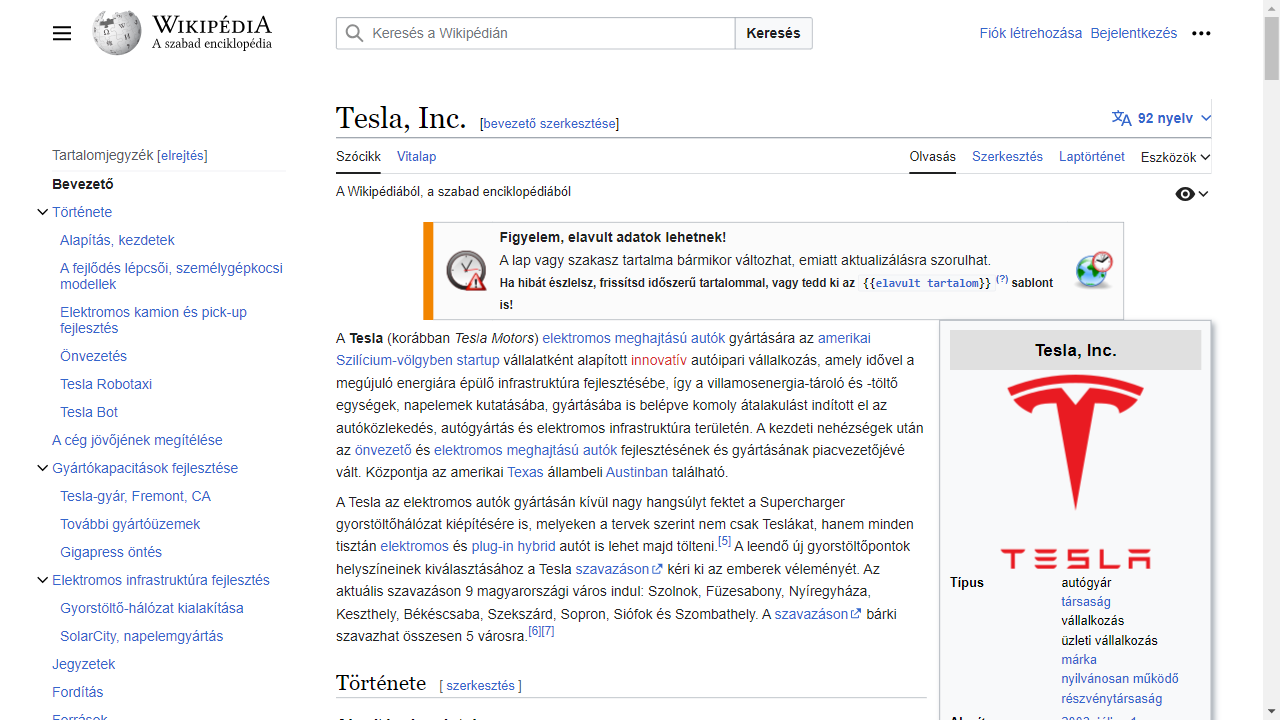 WIKIPÉDIA
A szabad enciklopédia
Keresés a Wikipédián
Keresés
Fiók létrehozása
Bejelentkezés
Tartalomjegyzék [elrejtés]
Bevezető
Története
Alapítás, kezdetek
A fejlődés lépcsői, személygépkocsi
modellek
Elektromos kamion és pick-up
fejlesztés
Önvezetés
Tesla Robotaxi
Tesla Bot
A cég jövőjének megítélése
Gyártókapacitások fejlesztése
Tesla-gyár, Fremont, CA
További gyártóüzemek
Gigapress öntés
Elektromos infrastruktúra fejlesztés
Gyorstöltő-hálózat kialakítása
SolarCity, napelemgyártás
Jegyzetek
Fordítás
Források
Tesla, Inc. [bevezető szerkesztése]
92 nyelv
Szócikk Vitalap
Olvasás Szerkesztés Laptörténet Eszközök
A Wikipédiából, a szabad enciklopédiából
Figyelem, elavult adatok lehetnek!
A lap vagy szakasz tartalma bármikor változhat, emiatt aktualizálásra szorulhat.
Ha hibát észlelsz, frissítsd időszerű tartalommal, vagy tedd ki az {{elavult tartalom}} (?) sablont
is!
A Tesla (korábban Tesla Motors) elektromos meghajtású autók gyártására az amerikai
Szilícium-völgyben startup vállalatként alapított innovatív autóipari vállalkozás, amely idővel a
megújuló energiára épülő infrastruktúra fejlesztésébe, így a villamosenergia-tároló és -töltő
egységek, napelemek kutatásába, gyártásába is belépve komoly átalakulást indított el az
autóközlekedés, autógyártás és elektromos infrastruktúra területén. A kezdeti nehézségek után
az önvezető és elektromos meghajtású autók fejlesztésének és gyártásának piacvezetőjévé
vált. Központja az amerikai Texas állambeli Austinban található.
A Tesla az elektromos autók gyártásán kívül nagy hangsúlyt fektet a Supercharger
gyorstöltőhálózat kiépítésére is, melyeken a tervek szerint nem csak Teslákat, hanem minden
tisztán elektromos és plug-in hybrid autót is lehet majd tölteni.[5] A leendő új gyorstöltőpontok
helyszíneinek kiválasztásához a Tesla szavazáson kéri ki az emberek véleményét. Az
aktuális szavazáson 9 magyarországi város indul: Szolnok, Füzesabony, Nyíregyháza,
Keszthely, Békéscsaba, Szekszárd, Sopron, Siófok és Szombathely. A szavazáson bárki
szavazhat összesen 5 városra.[6][7]
Története [ szerkesztés ]
Tesla, Inc.
TESLA
Típus autógyár
társaság
vállalkozás
üzleti vállalkozás
márka
nyilvánosan működő
részvénytársaság